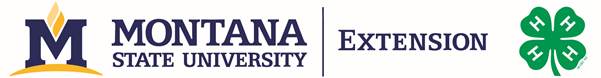 M
MONTANA
STATE UNIVERSITY
EXTENSION
H H
H H